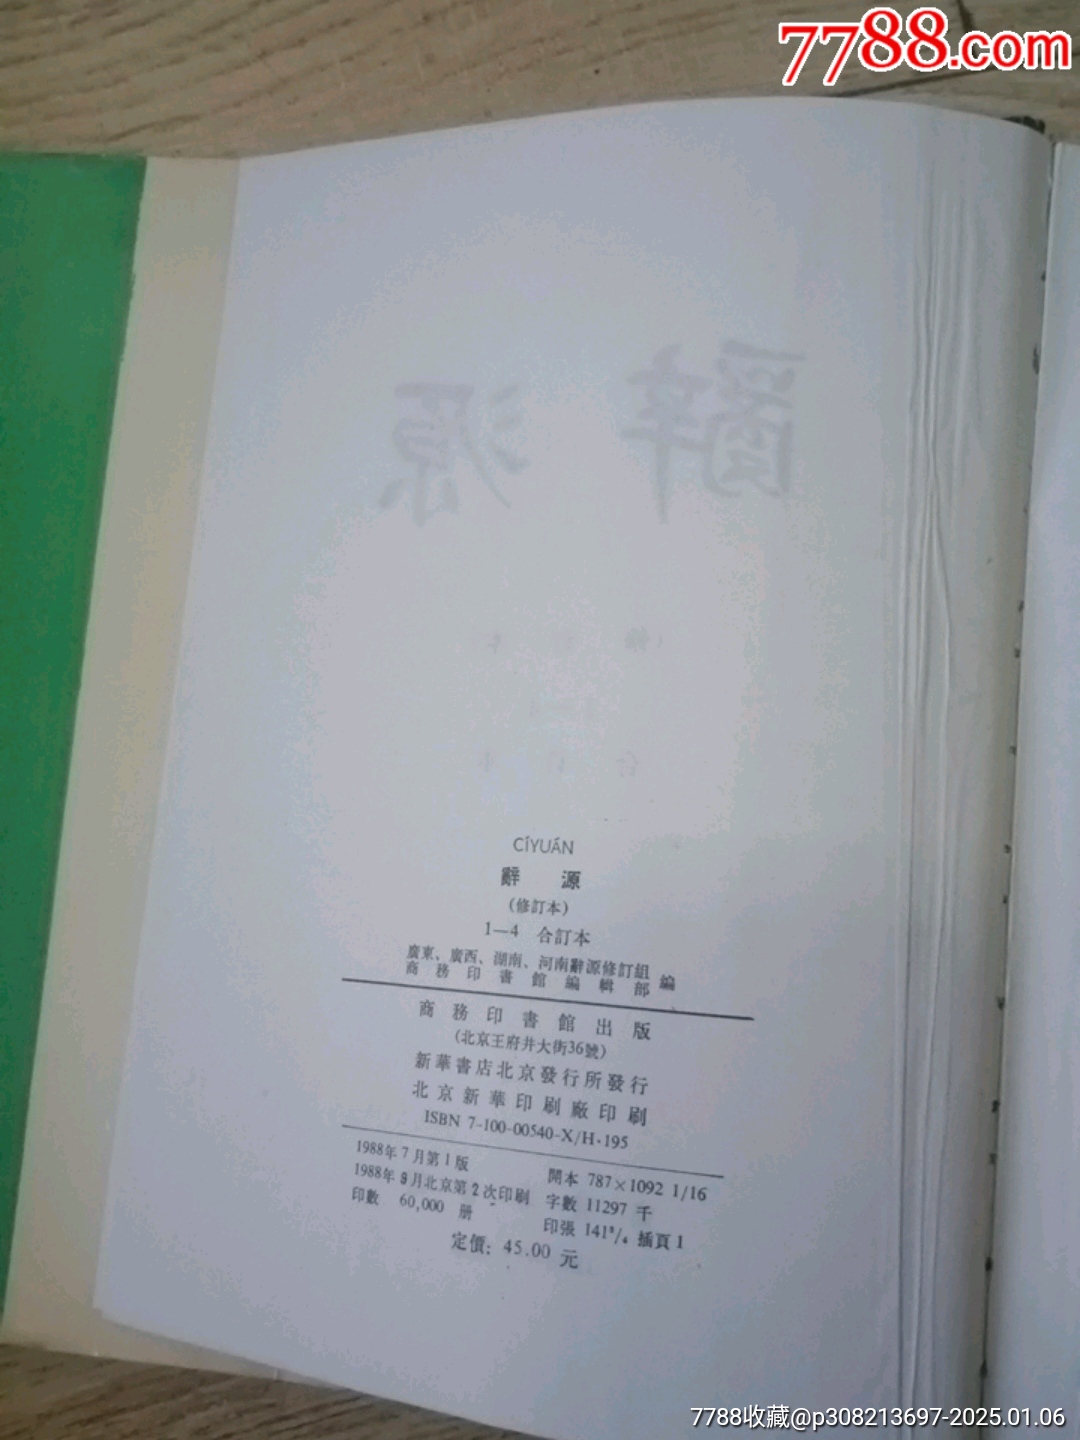 7788.com
辭源
CÍYUÁN
辭 源
(修訂本)
1—4 合訂本
廣東、廣西、湖南、河南辭源修訂組
商務印書館編輯部 編
商務印書館出版
(北京王府井大街36號)
新華書店北京發行所發行
北京新華印刷廠印刷
ISBN 7-100-00540-X/H·195
1988年7月第1版 開本 787×1092 1/16
1988年9月北京第2次印刷 字數 11297 千
印數 60,000 册 印張 141 插頁 1
定價: 45.00 元
7788收藏@p308213697-2025.01.06